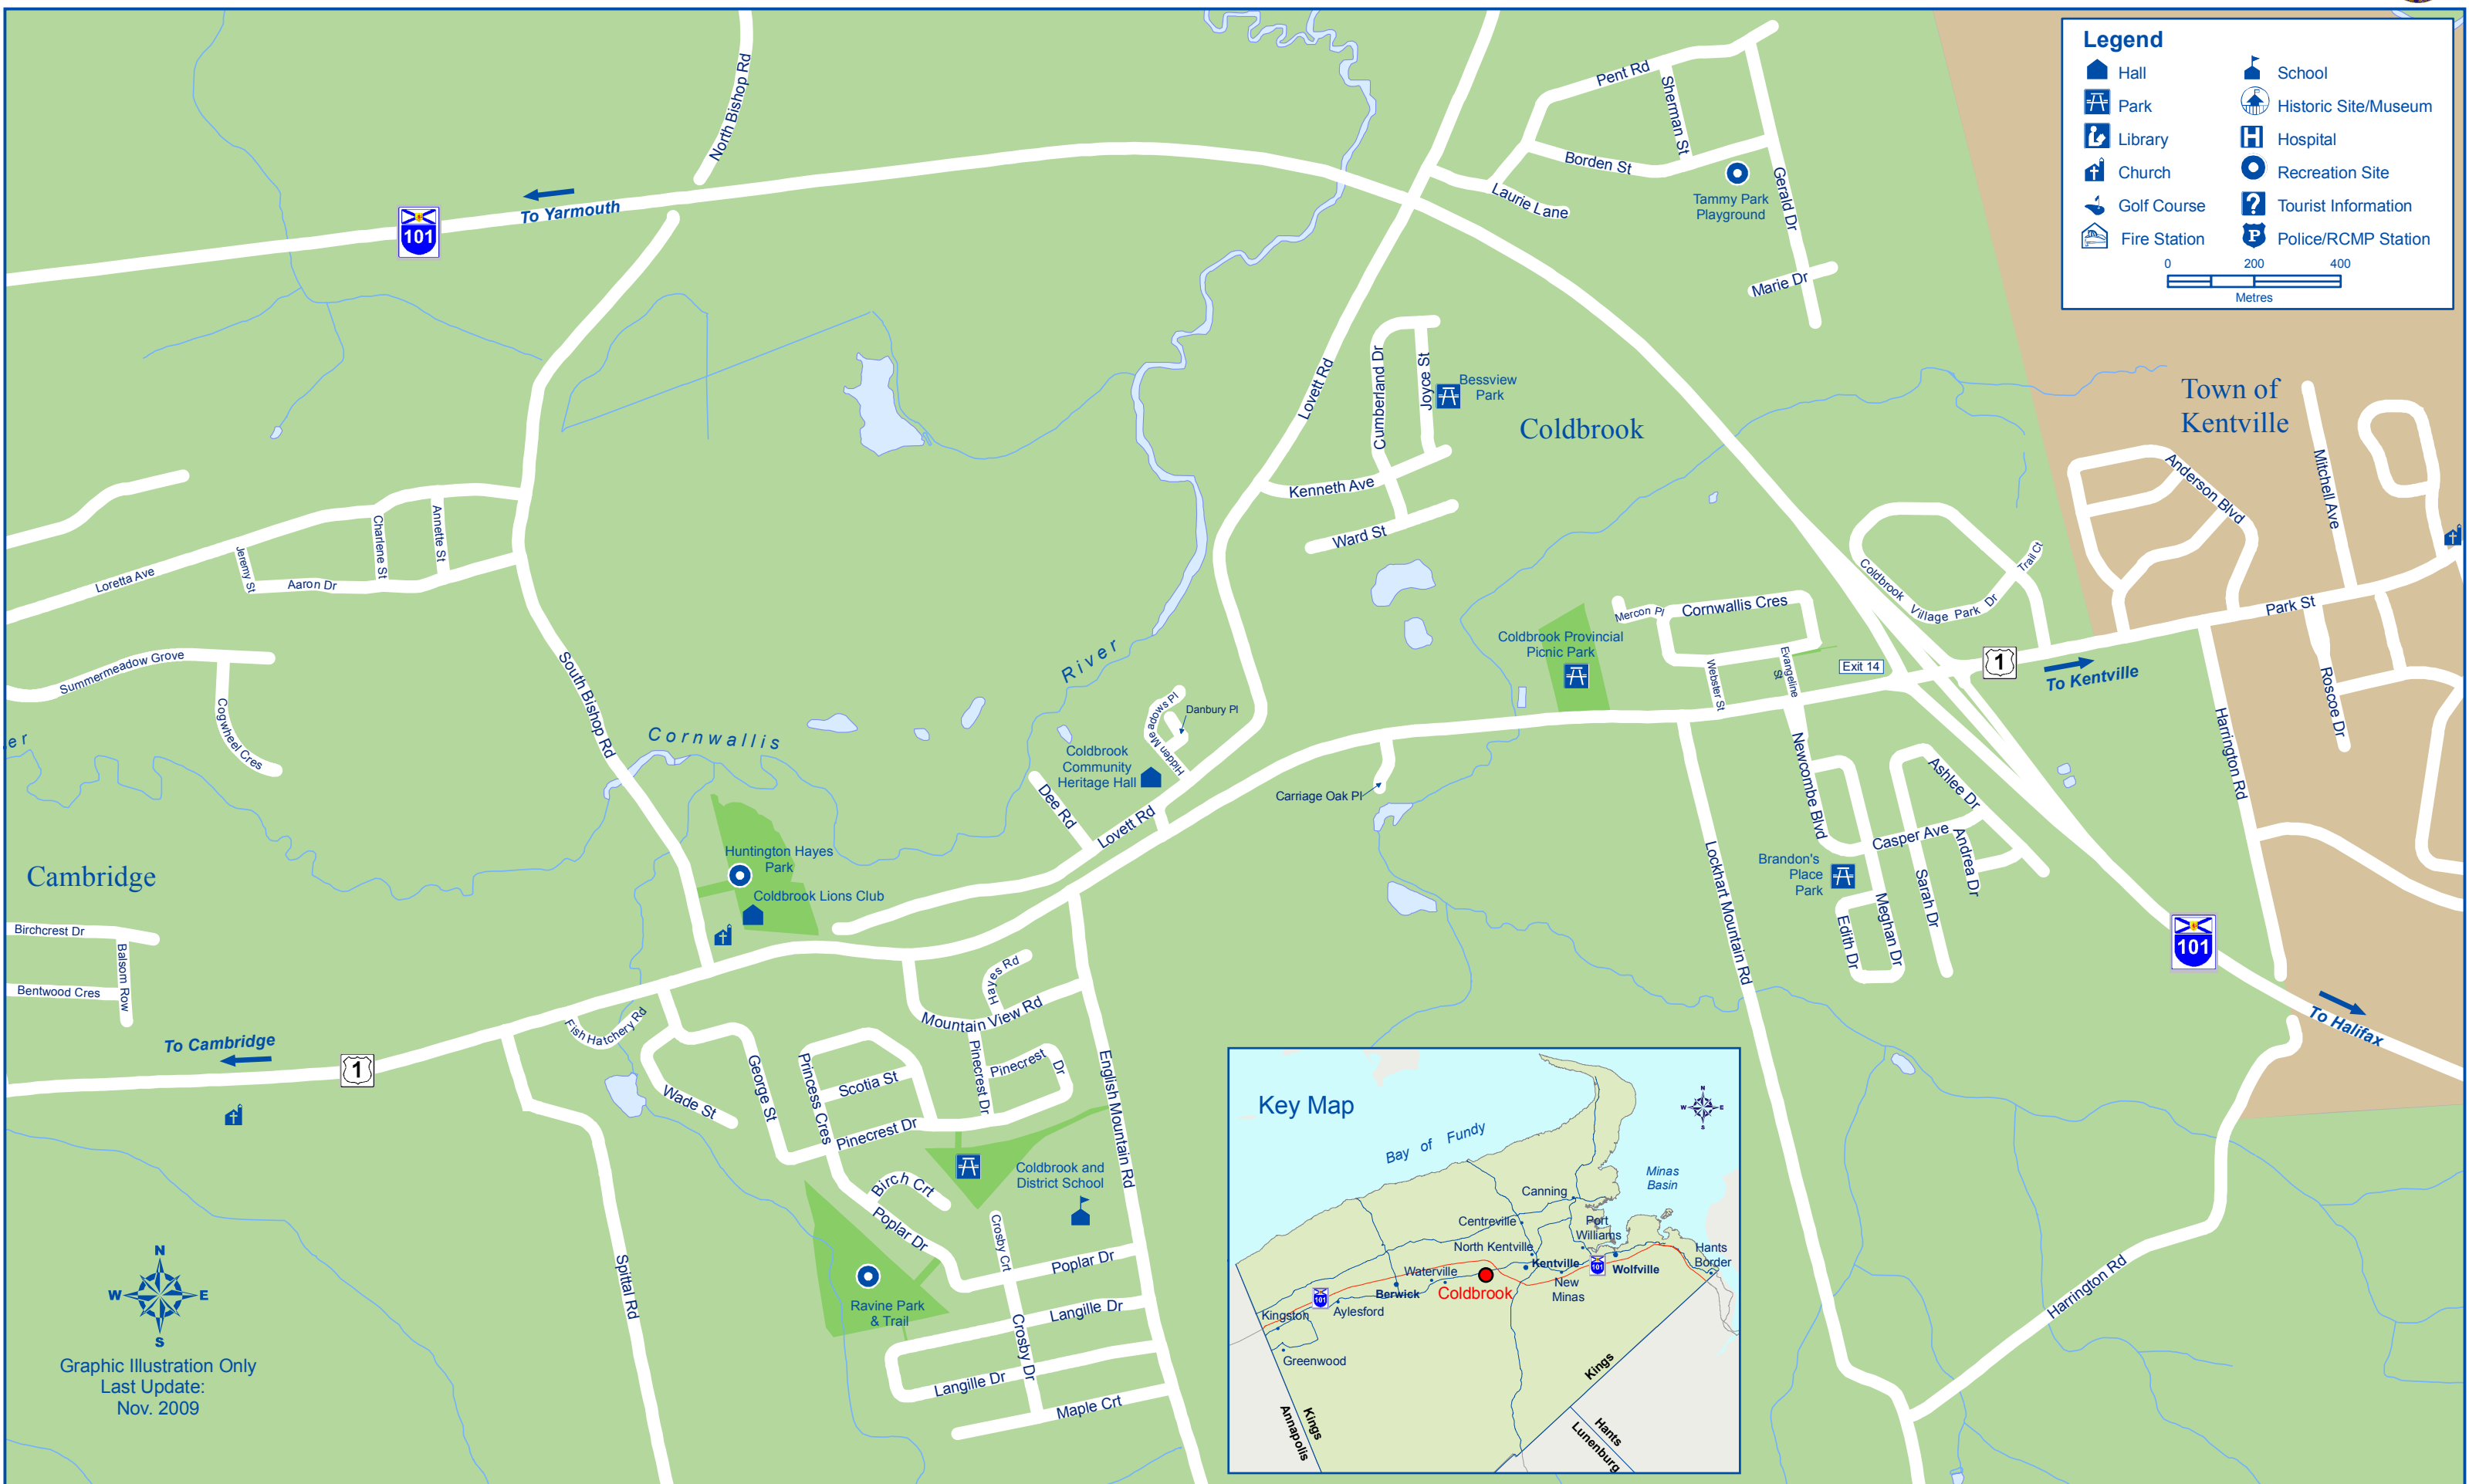 Legend
Hall
Park
Library
Church
Golf Course
Fire Station
School
Historic Site/Museum
Hospital
Recreation Site
Tourist Information
Police/RCMP Station
0 200 400
Metres
North Bishop Rd
To Yarmouth
101
Pent Rd
Sherman St
Borden St
Laurie Lane
Tammy Park
Playground
Gerald Dr
Marie Dr
Lovett Rd
Cumberland Dr
Joyce St
Bessview
Park
Coldbrook
Kenneth Ave
Ward St
Town of
Kentville
Anderson Blvd
Mitchell Ave
Park St
Roscoe Dr
Harrington Rd
Coldbrook Village Park Dr
Trail Ct
1
To Kentville
Exit 14
Mercon Pl
Cornwallis Cres
Webster St
Evangeline
St
Coldbrook Provincial
Picnic Park
Loretta Ave
Jeremy St
Charlene St
Annette St
Aaron Dr
Summermeadow Grove
Cogwheel Cres
South Bishop Rd
er
Cornwallis
River
Hidden Meadows Pl
Danbury Pl
Coldbrook
Community
Heritage Hall
Dee Rd
Lovett Rd
Carriage Oak Pl
Newcombe Blvd
Ashlee Dr
Casper Ave
Andrea Dr
Brandon's
Place
Park
Sarah Dr
Meghan Dr
Edith Dr
Lockhart Mountain Rd
Cambridge
Huntington Hayes
Park
Coldbrook Lions Club
Birchcrest Dr
Balsom Row
Bentwood Cres
101
To Halifax
To Cambridge
1
Fish Hatchery Rd
Hayes Rd
Mountain View Rd
Wade St
George St
Princess Cres
Scotia St
Pinecrest Dr
Pinecrest Dr
Pinecrest Dr
English Mountain Rd
Birch Crt
Poplar Dr
Coldbrook and
District School
Crosby Crt
Poplar Dr
Ravine Park
& Trail
Langille Dr
Crosby Dr
Langille Dr
Maple Crt
Spittal Rd
Harrington Rd
N
W E
S
Graphic Illustration Only
Last Update:
Nov. 2009
Key Map
N
W E
S
Bay of Fundy
Minas
Basin
Canning
Centreville
Port
Williams
North Kentville
Hants
Border
Kentville
101
Wolfville
Waterville
New
Minas
Berwick
Coldbrook
101
Aylesford
Kingston
Greenwood
Kings
Kings
Annapolis
Hants
Lunenburg